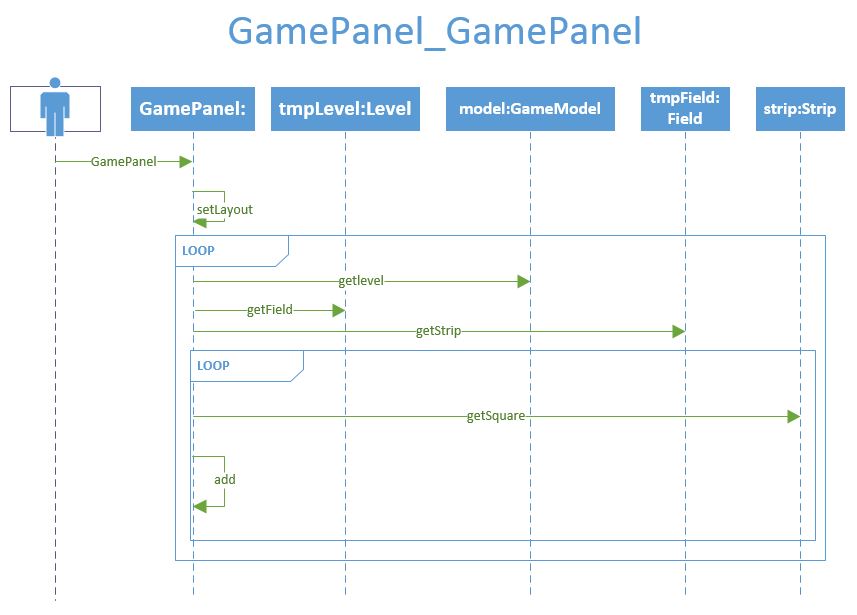 GamePanel_GamePanel
GamePanel:
tmpLevel:Level
model:GameModel
tmpField:
Field
strip:Strip
GamePanel
setLayout
LOOP
getlevel
getField
getStrip
LOOP
getSquare
add